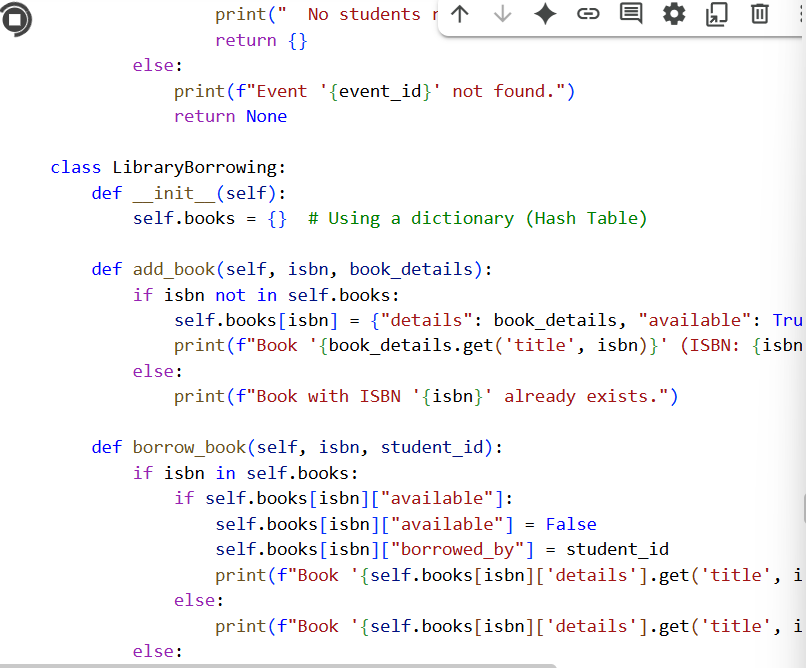 print("  No students
                return {}
        else:
            print(f"Event '{event_id}' not found.")
            return None

class LibraryBorrowing:
    def __init__(self):
        self.books = {}  # Using a dictionary (Hash Table)

    def add_book(self, isbn, book_details):
        if isbn not in self.books:
            self.books[isbn] = {"details": book_details, "available": Tru
            print(f"Book '{book_details.get('title', isbn)}' (ISBN: {isbn
        else:
            print(f"Book with ISBN '{isbn}' already exists.")

    def borrow_book(self, isbn, student_id):
        if isbn in self.books:
            if self.books[isbn]["available"]:
                self.books[isbn]["available"] = False
                self.books[isbn]["borrowed_by"] = student_id
                print(f"Book '{self.books[isbn]['details'].get('title', i
            else:
                print(f"Book '{self.books[isbn]['details'].get('title', i
        else: